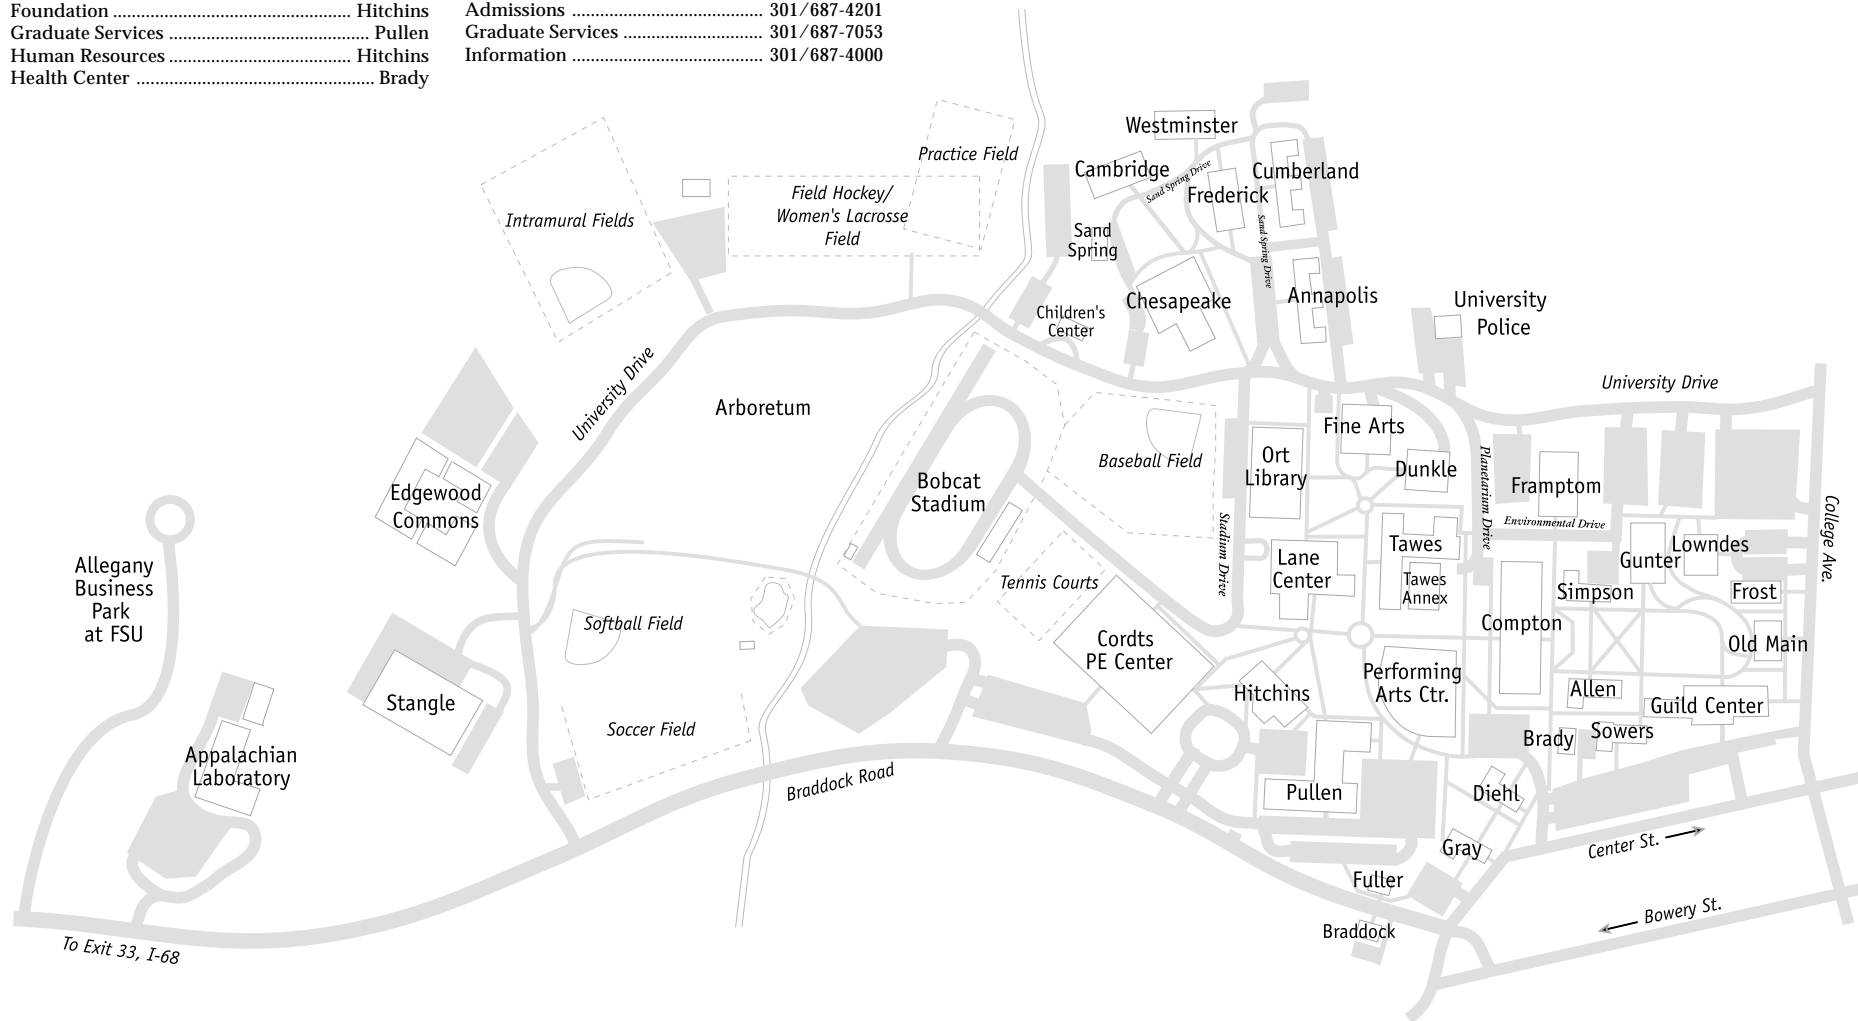 Foundation ................................................ Hitchins
Graduate Services ........................................ Pullen
Human Resources .................................... Hitchins
Health Center ................................................ Brady
Admissions ...................................... 301/687-4201
Graduate Services ............................ 301/687-7053
Information ...................................... 301/687-4000
Westminster
Practice Field
Cambridge
Sand Spring Drive
Cumberland
Frederick
Field Hockey/
Women's Lacrosse
Field
Intramural Fields
Sand
Spring
Sand Spring Drive
Chesapeake
Annapolis
University
Police
Children's
Center
University Drive
University Drive
Arboretum
Fine Arts
Ort
Library
Dunkle
Baseball Field
Bobcat
Stadium
Planetarium Drive
Framptom
Environmental Drive
College Ave.
Edgewood
Commons
Stadium Drive
Tawes
Lane
Center
Tawes
Annex
Gunter
Lowndes
Simpson
Frost
Allegany
Business
Park
at FSU
Tennis Courts
Softball Field
Compton
Cordts
PE Center
Old Main
Performing
Arts Ctr.
Hitchins
Allen
Guild Center
Stangle
Soccer Field
Brady
Sowers
Appalachian
Laboratory
Braddock Road
Pullen
Diehl
Gray
Center St.
Fuller
Bowery St.
Braddock
To Exit 33, I-68